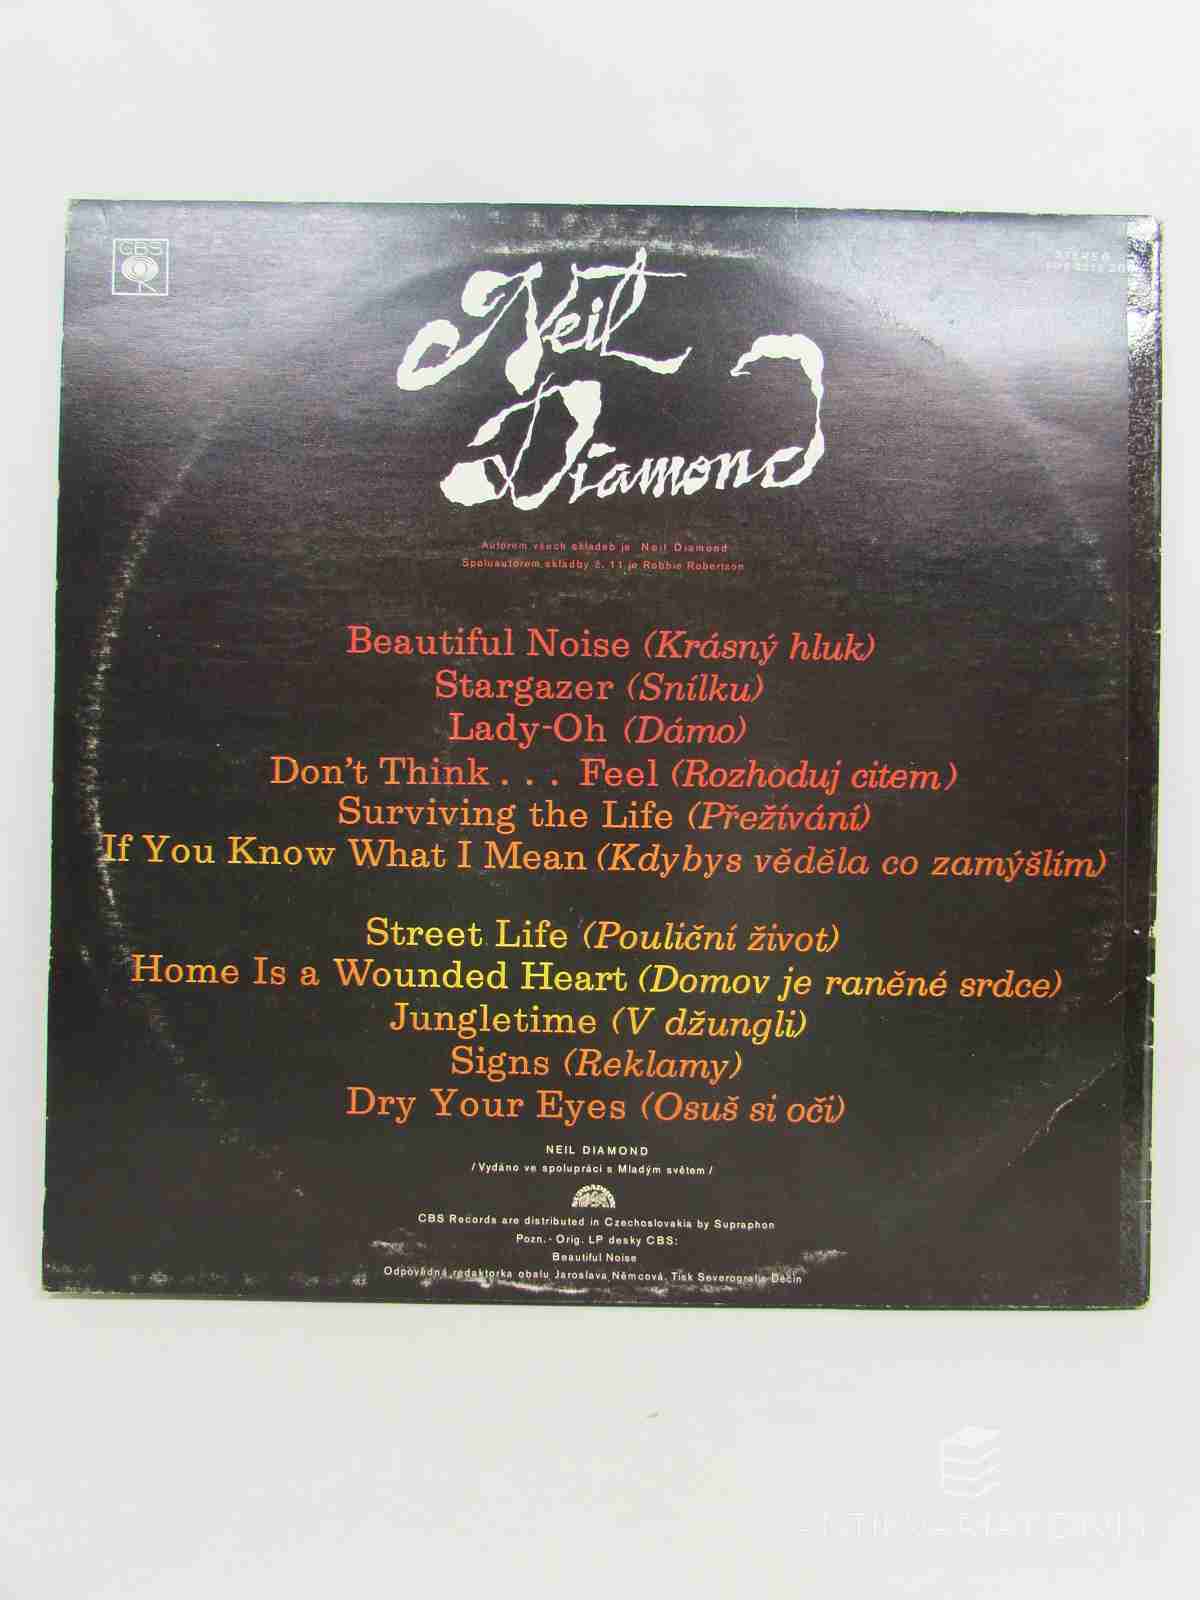 CBS
STEREO
Neil
Diamond
Autorem všech skladeb je Neil Diamond
Spoluautorem skladby č. 11 je Robbie Robertson
Beautiful Noise (Krásný hluk)
Stargazer (Snílku)
Lady-Oh (Dámo)
Don't Think . . . Feel (Rozhoduj citem)
Surviving the Life (Přežívání)
If You Know What I Mean (Kdybys věděla co zamýšlím)
Street Life (Pouliční život)
Home Is a Wounded Heart (Domov je raněné srdce)
Jungletime (V džungli)
Signs (Reklamy)
Dry Your Eyes (Osuš si oči)
NEIL DIAMOND
/Vydáno ve spolupráci s Mladým světem/
SUPRAPHON
CBS Records are distributed in Czechoslovakia by Supraphon
Pozn.- Orig. LP desky CBS:
Beautiful Noise
Odpovědná redaktorka obalu Jaroslava Němcová. Tisk Severografie Děčín